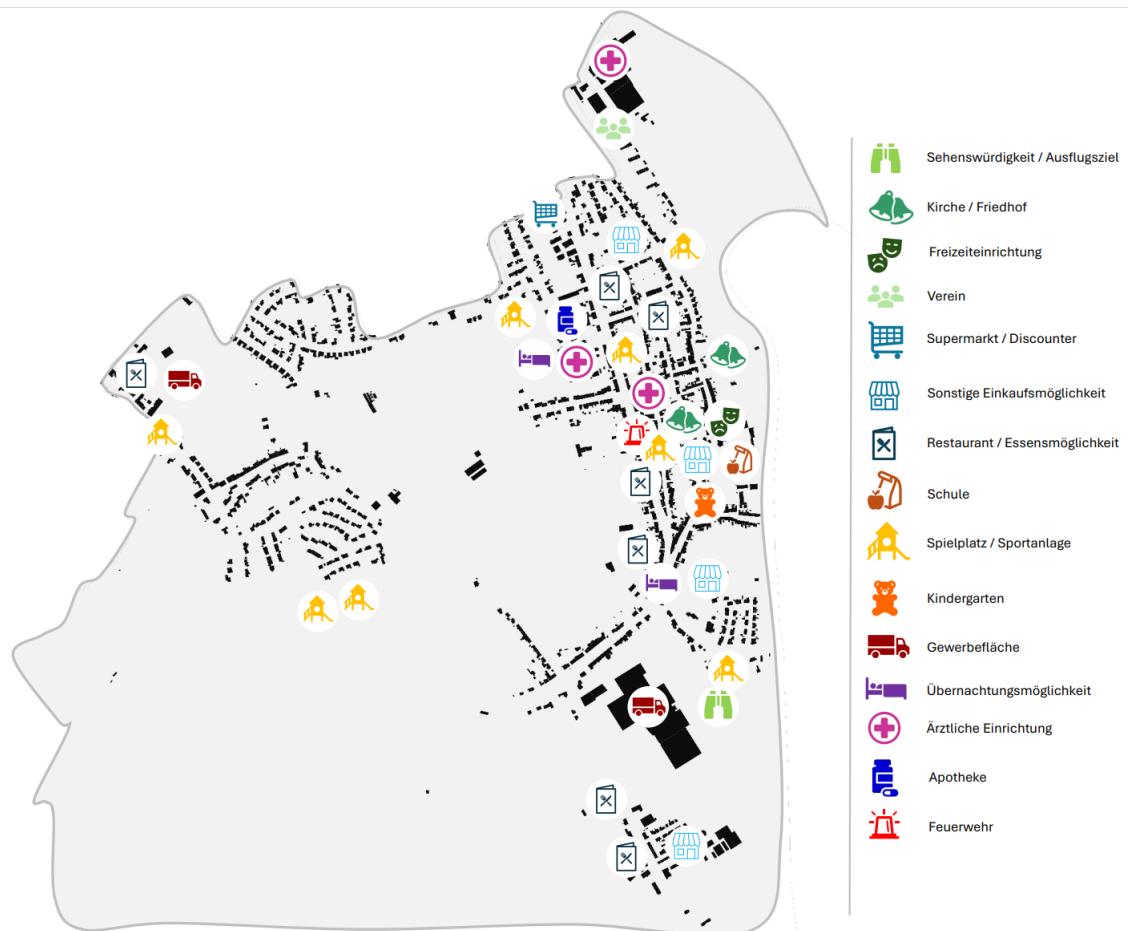 Sehenswürdigkeit / Ausflugsziel
Kirche / Friedhof
Freizeiteinrichtung
Verein
Supermarkt / Discounter
Sonstige Einkaufsmöglichkeit
Restaurant / Essensmöglichkeit
Schule
Spielplatz / Sportanlage
Kindergarten
Gewerbefläche
Übernachtungsmöglichkeit
Ärztliche Einrichtung
Apotheke
Feuerwehr